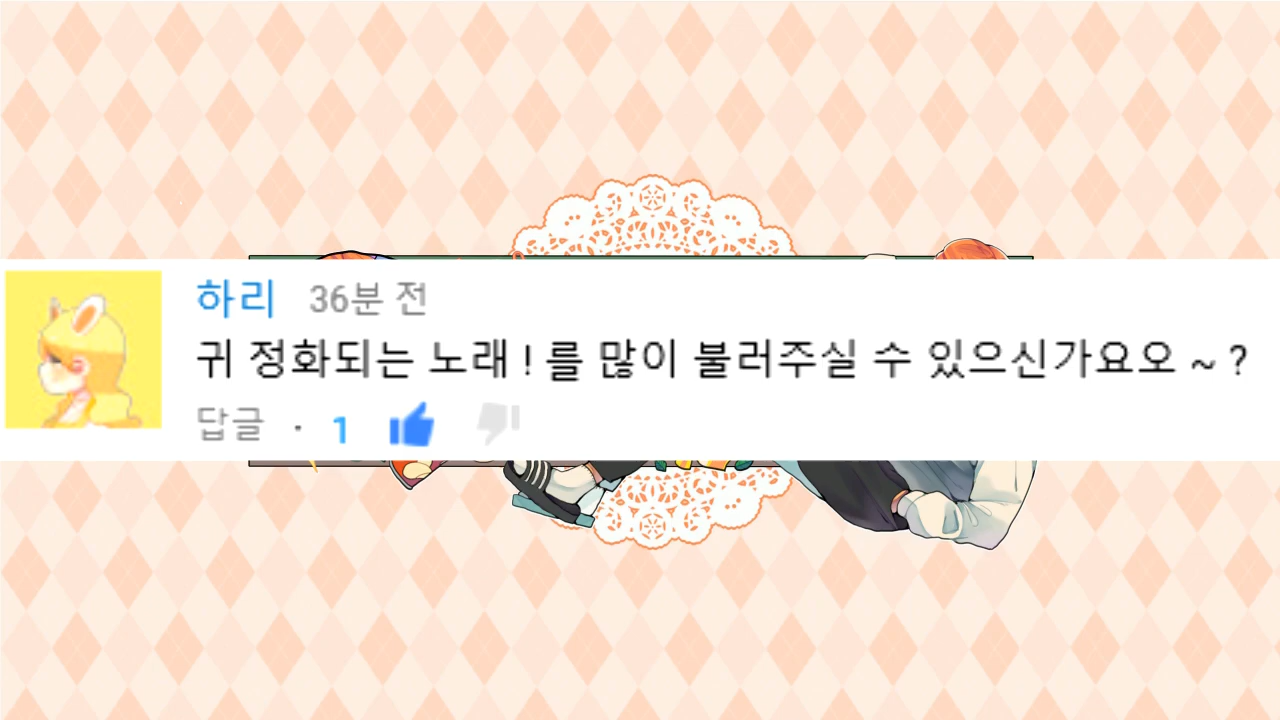 하리 36분 전
귀 정화되는 노래 ! 를 많이 불러주실 수 있으신가요오 ~ ?
답글 · 1